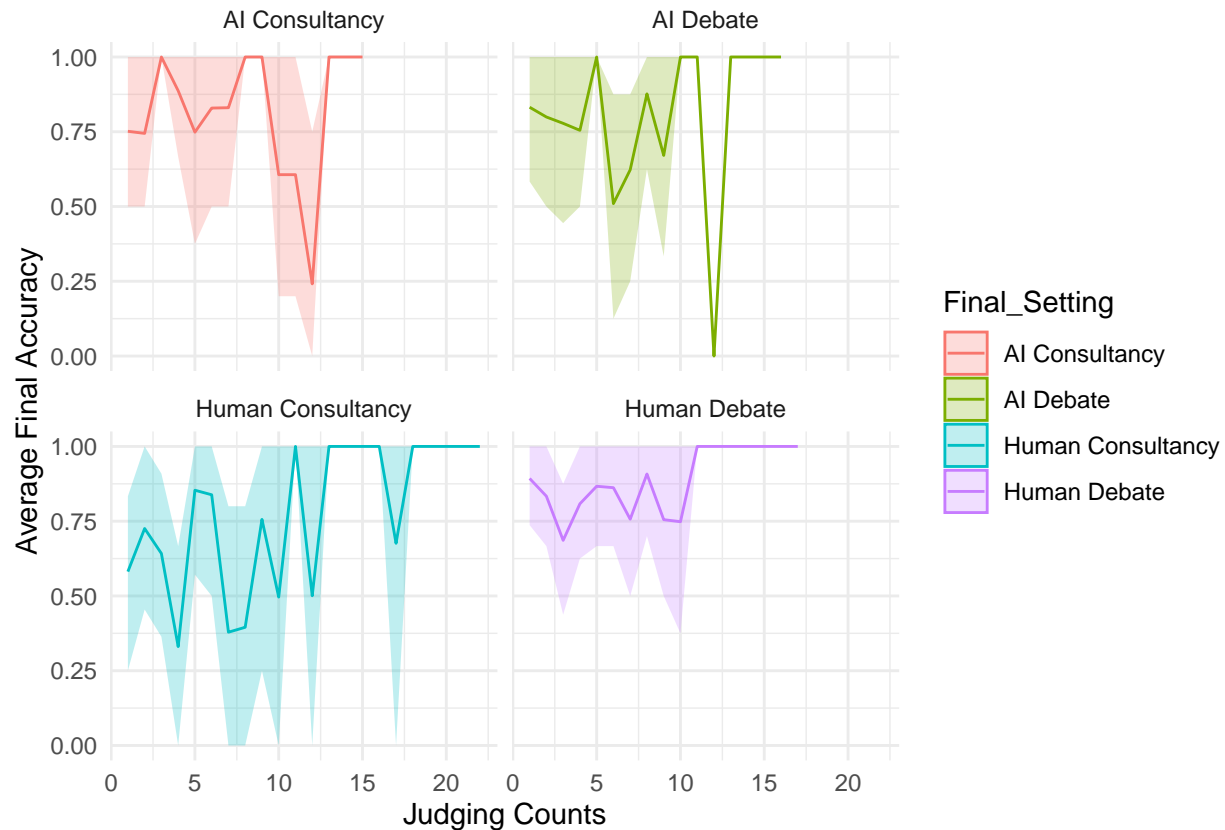 AI Consultancy
AI Debate
1.00
0.75
0.50
0.25
0.00
Human Consultancy
Human Debate
1.00
0.75
0.50
0.25
0.00
0 5 10 15 20
0 5 10 15 20
Judging Counts
Average Final Accuracy
Final_Setting
AI Consultancy
AI Debate
Human Consultancy
Human Debate